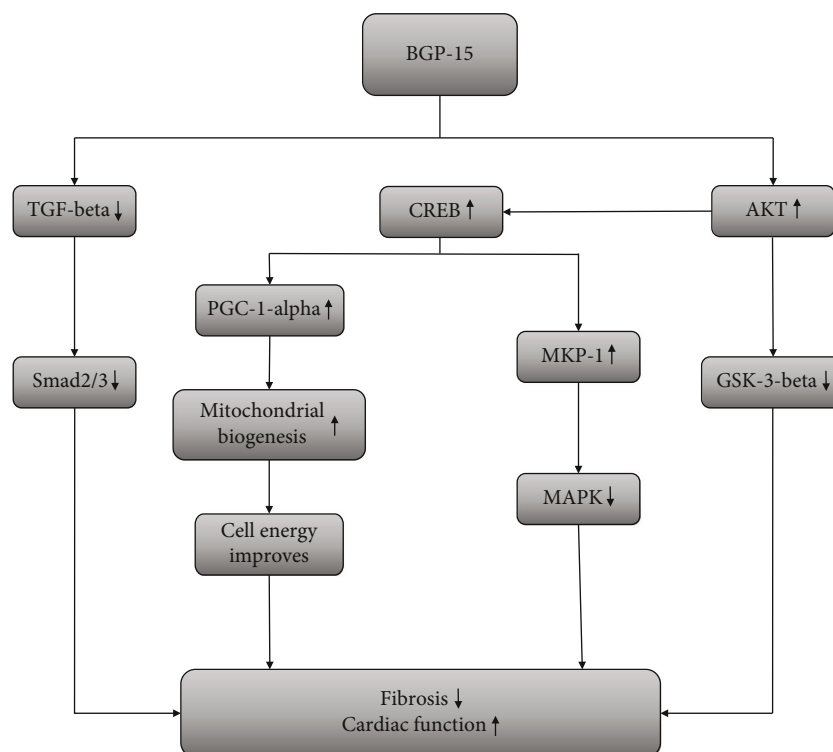 BGP-15
TGF-beta ↓
CREB ↑
AKT ↑
PGC-1-alpha ↑
MKP-1 ↑
Smad2/3 ↓
GSK-3-beta ↓
Mitochondrial
biogenesis ↑
MAPK ↓
Cell energy
improves
Fibrosis ↓
Cardiac function ↑